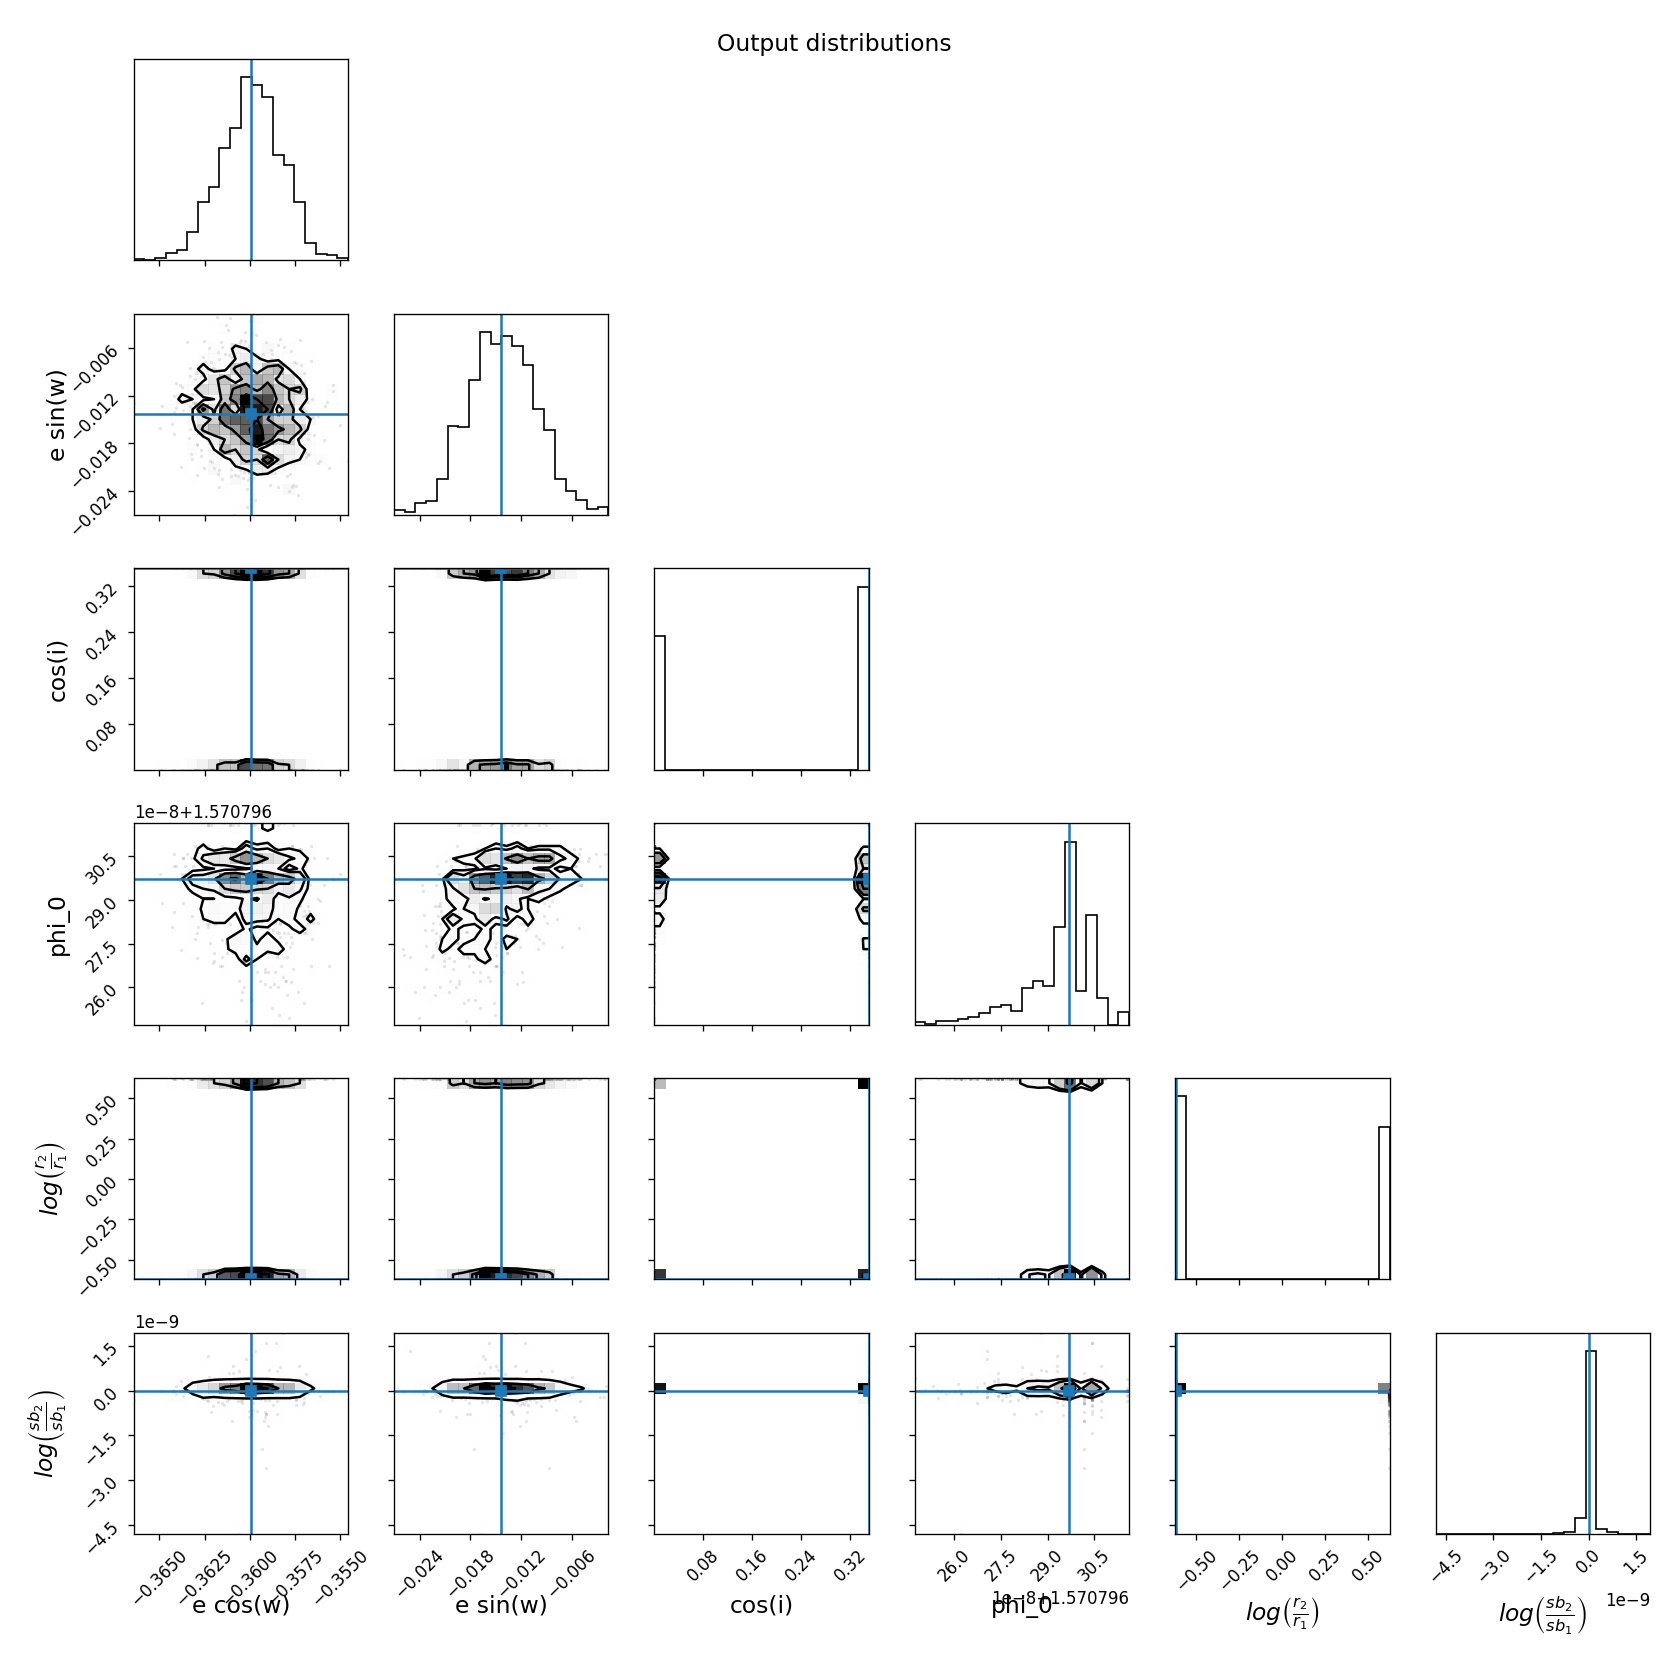 Output distributions
e sin(w)
−0.006
−0.012
−0.018
−0.024
cos(i)
0.32
0.24
0.16
0.08
1e−8+1.570796
phi_0
30.5
29.0
27.5
26.0
log(r2/r1)
0.50
0.25
0.00
−0.25
−0.50
1e−9
log(sb2/sb1)
1.5
0.0
−1.5
−3.0
−4.5
−0.3650 −0.3625 −0.3600 −0.3575 −0.3550
−0.024 −0.018 −0.012 −0.006
0.08 0.16 0.24 0.32
26.0 27.5 29.0 30.5
−0.50 −0.25 0.00 0.25 0.50
−4.5 −3.0 −1.5 0.0 1.5
1e−8+1.570796
1e−9
e cos(w)
e sin(w)
cos(i)
phi_0
log(r2/r1)
log(sb2/sb1)